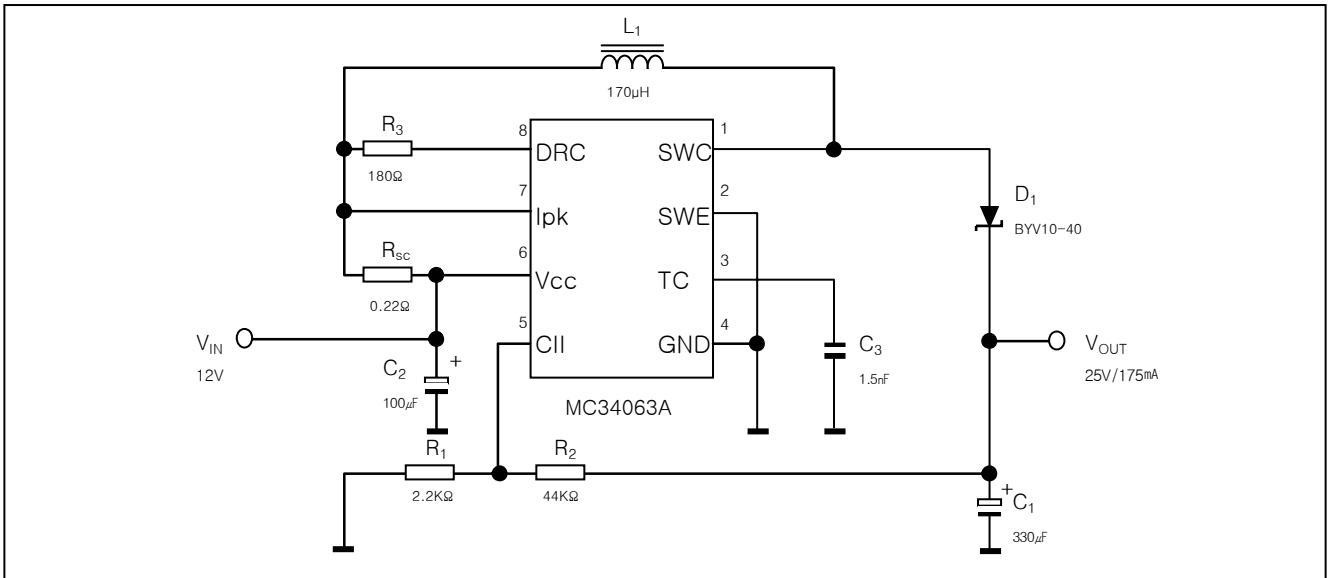 L1
170µH
R3
180Ω
8
DRC
SWC
1
7
Ipk
SWE
2
D1
BYV10-40
Rsc
0.22Ω
6
Vcc
TC
3
VIN
12V
5
CII
GND
4
C2
+
100µF
C3
1.5nF
VOUT
25V/175mA
MC34063A
R1
2.2KΩ
R2
44KΩ
+
C1
330µF